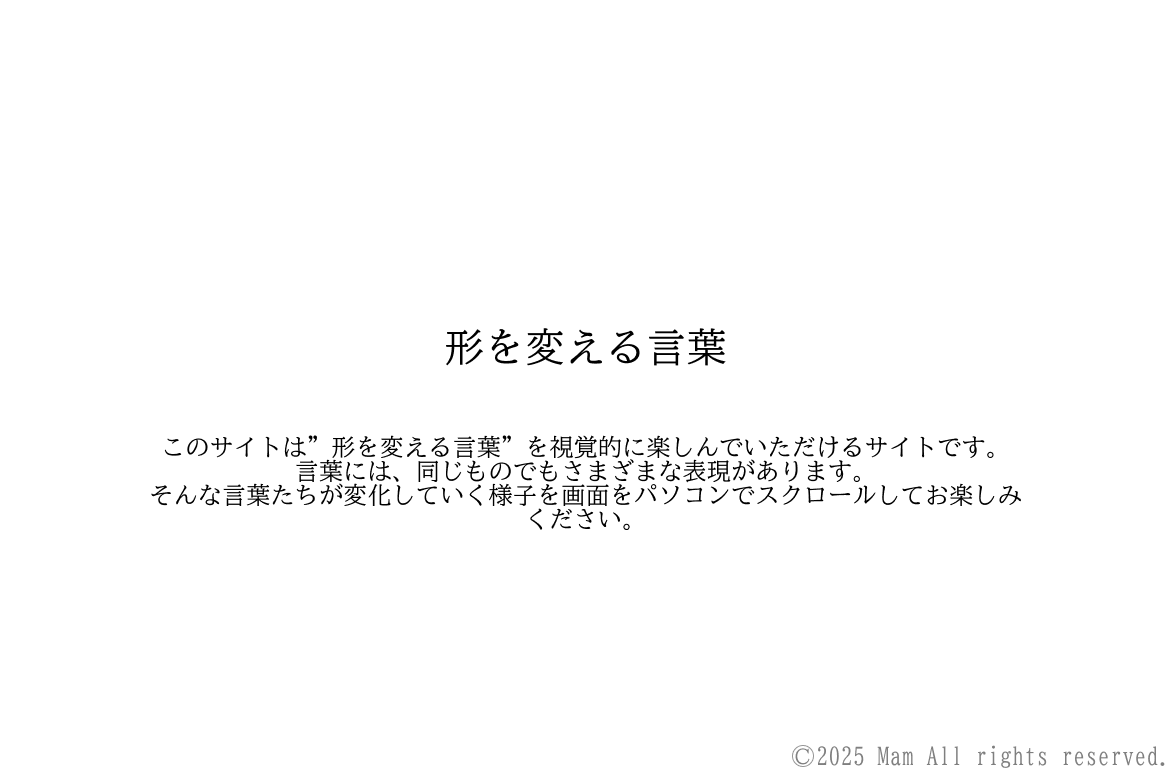 形を変える言葉
このサイトは”形を変える言葉”を視覚的に楽しんでいただけるサイトです。
言葉には、同じものでもさまざまな表現があります。
そんな言葉たちが変化していく様子を画面をパソコンでスクロールしてお楽しみ
ください。
©2025 Mam All rights reserved.